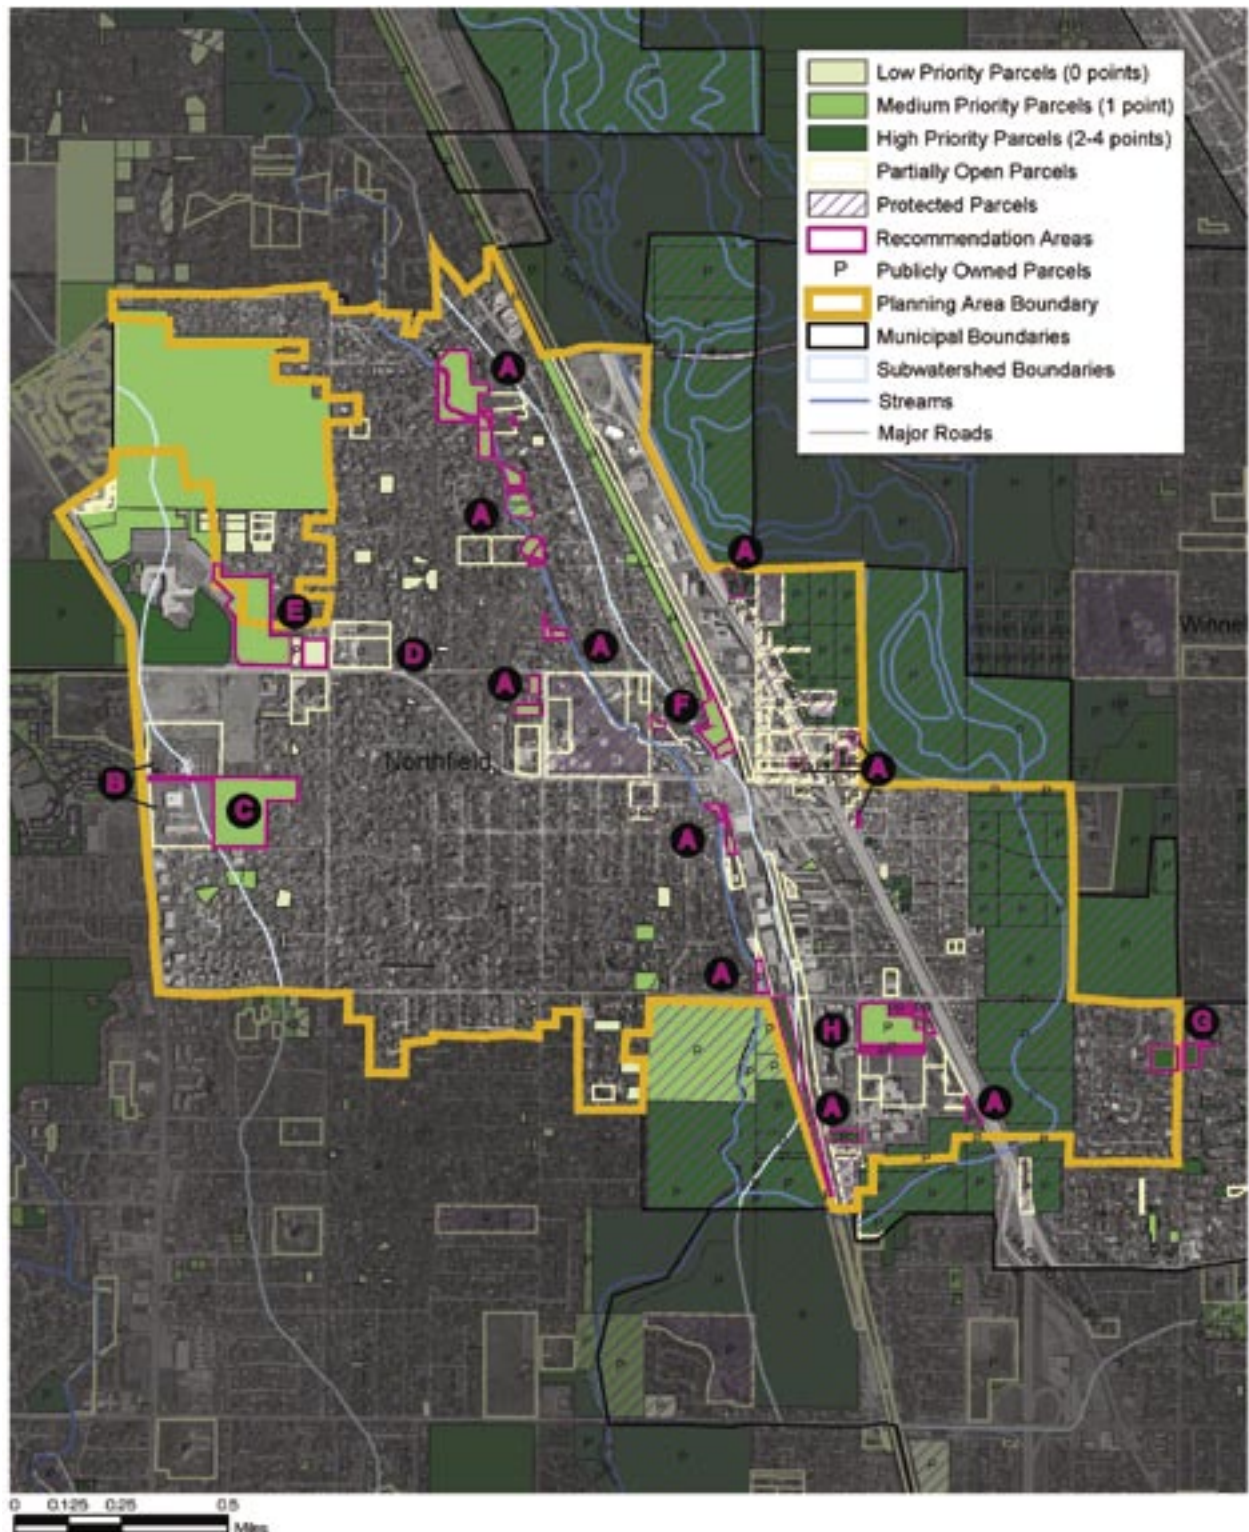 Low Priority Parcels (0 points)
Medium Priority Parcels (1 point)
High Priority Parcels (2-4 points)
Partially Open Parcels
Protected Parcels
Recommendation Areas
P Publicly Owned Parcels
Planning Area Boundary
Municipal Boundaries
Subwatershed Boundaries
Streams
Major Roads
A
A
A
E
A
D
A
F
Northfield
A
B
C
A
A
H
G
A
A
P
0 0.125 0.25 0.5
Miles